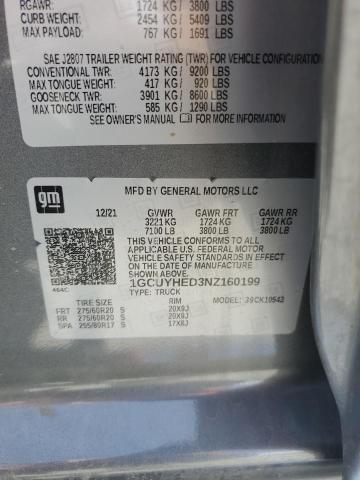 RGAWR: 1724 KG / 3800 LBS
CURB WEIGHT: 2454 KG / 5409 LBS
MAX PAYLOAD: 767 KG / 1691 LBS
SAE J2807 TRAILER WEIGHT RATING (TWR) FOR VEHICLE CONFIGURATION
CONVENTIONAL TWR: 4173 KG / 9200 LBS
MAX TONGUE WT: 417 KG / 920 LBS
GOOSENECK TWR: 3901 KG / 8600 LBS
MAX TONGUE WT: 585 KG / 1290 LBS
SEE OWNER'S MANUAL FOR MORE INFORMATION
gm
MFD BY GENERAL MOTORS LLC
12/21 GVWR GAWR FRT GAWR RR
3221 KG 1724 KG 1724 KG
7100 LB 3800 LB 3800 LB
THIS VEHICLE CONFORMS TO ALL APPLICABLE U.S. FEDERAL MOTOR
VEHICLE SAFETY AND THEFT PREVENTION STANDARDS
IN EFFECT ON THE DATE OF MANUFACTURE SHOWN ABOVE.
1GCUYHED3NZ160199
464C TYPE: TRUCK MODEL: 39CK10543
TIRE SIZE RIM
FRT 275/60R20 S 20X9J
RR 275/60R20 S 20X9J
SPA 255/80R17 S 17X8J